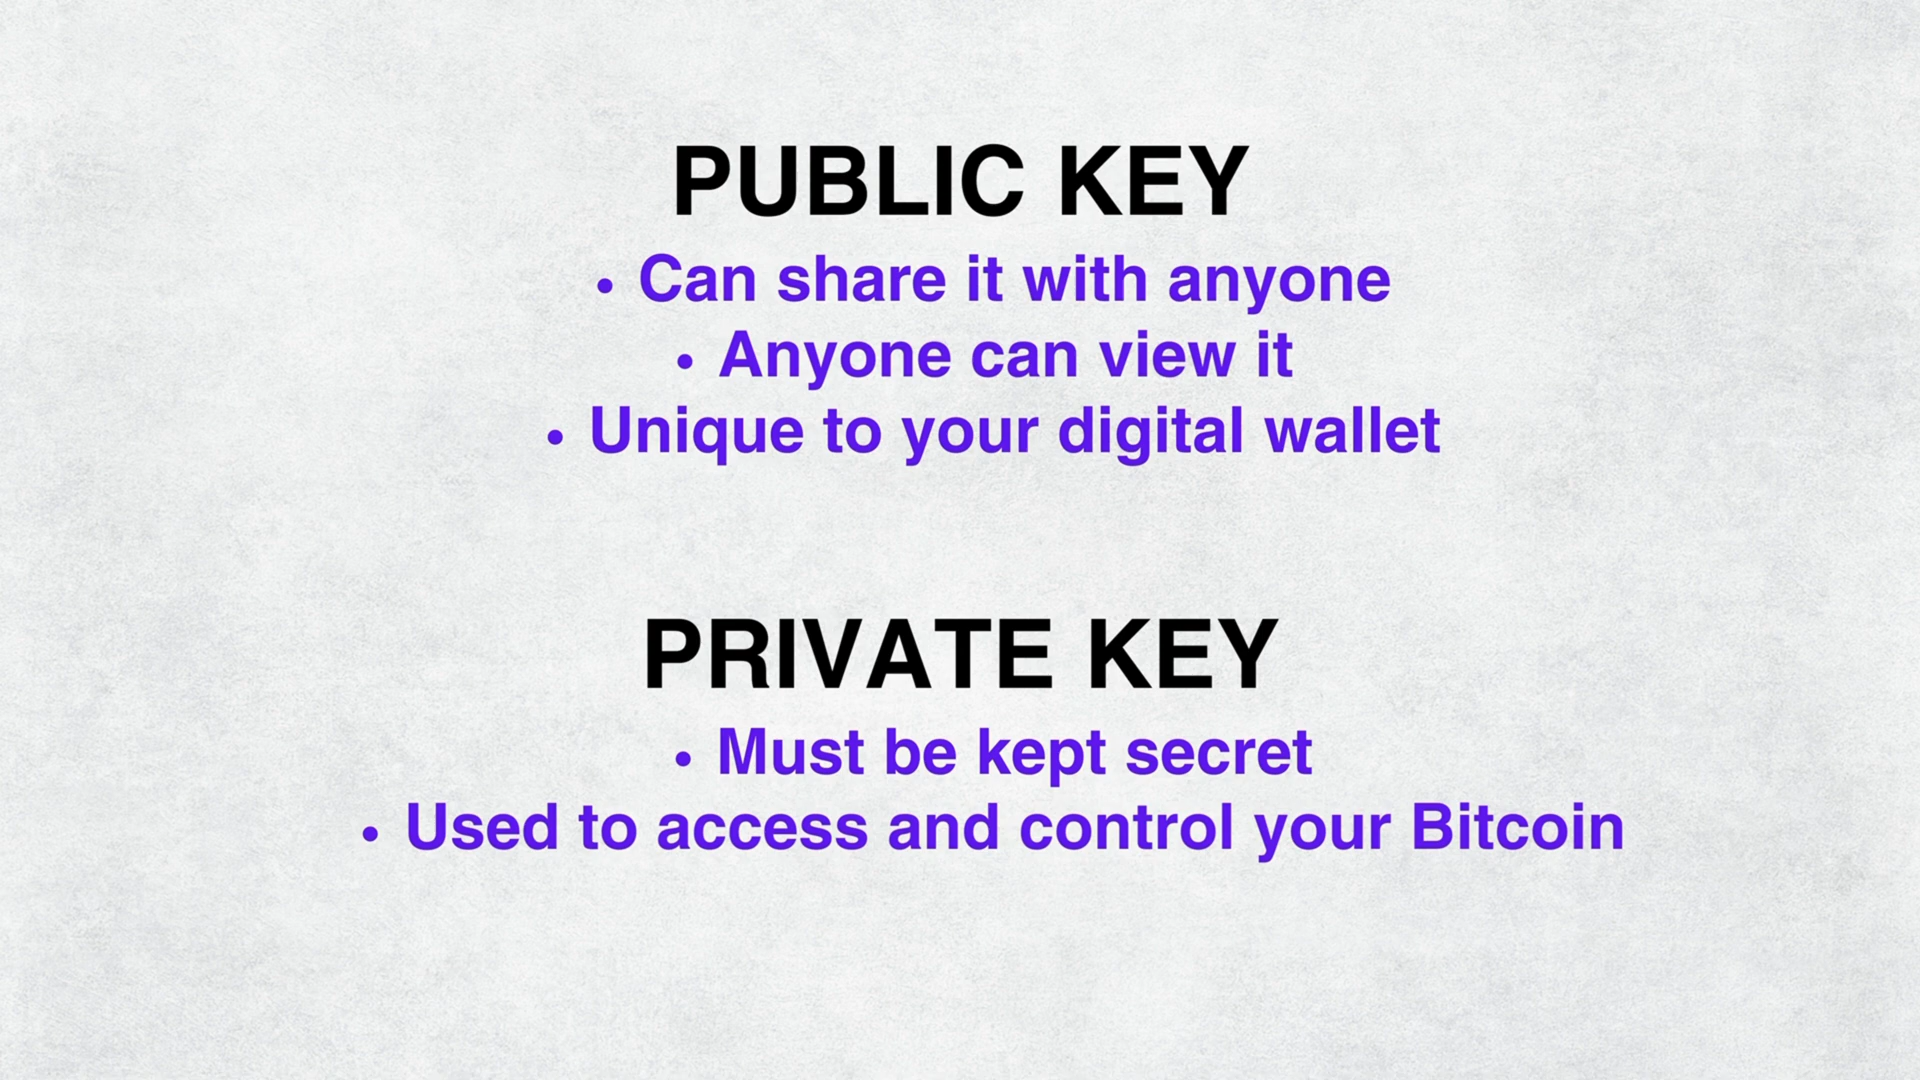 PUBLIC KEY
• Can share it with anyone
• Anyone can view it
• Unique to your digital wallet
PRIVATE KEY
• Must be kept secret
• Used to access and control your Bitcoin